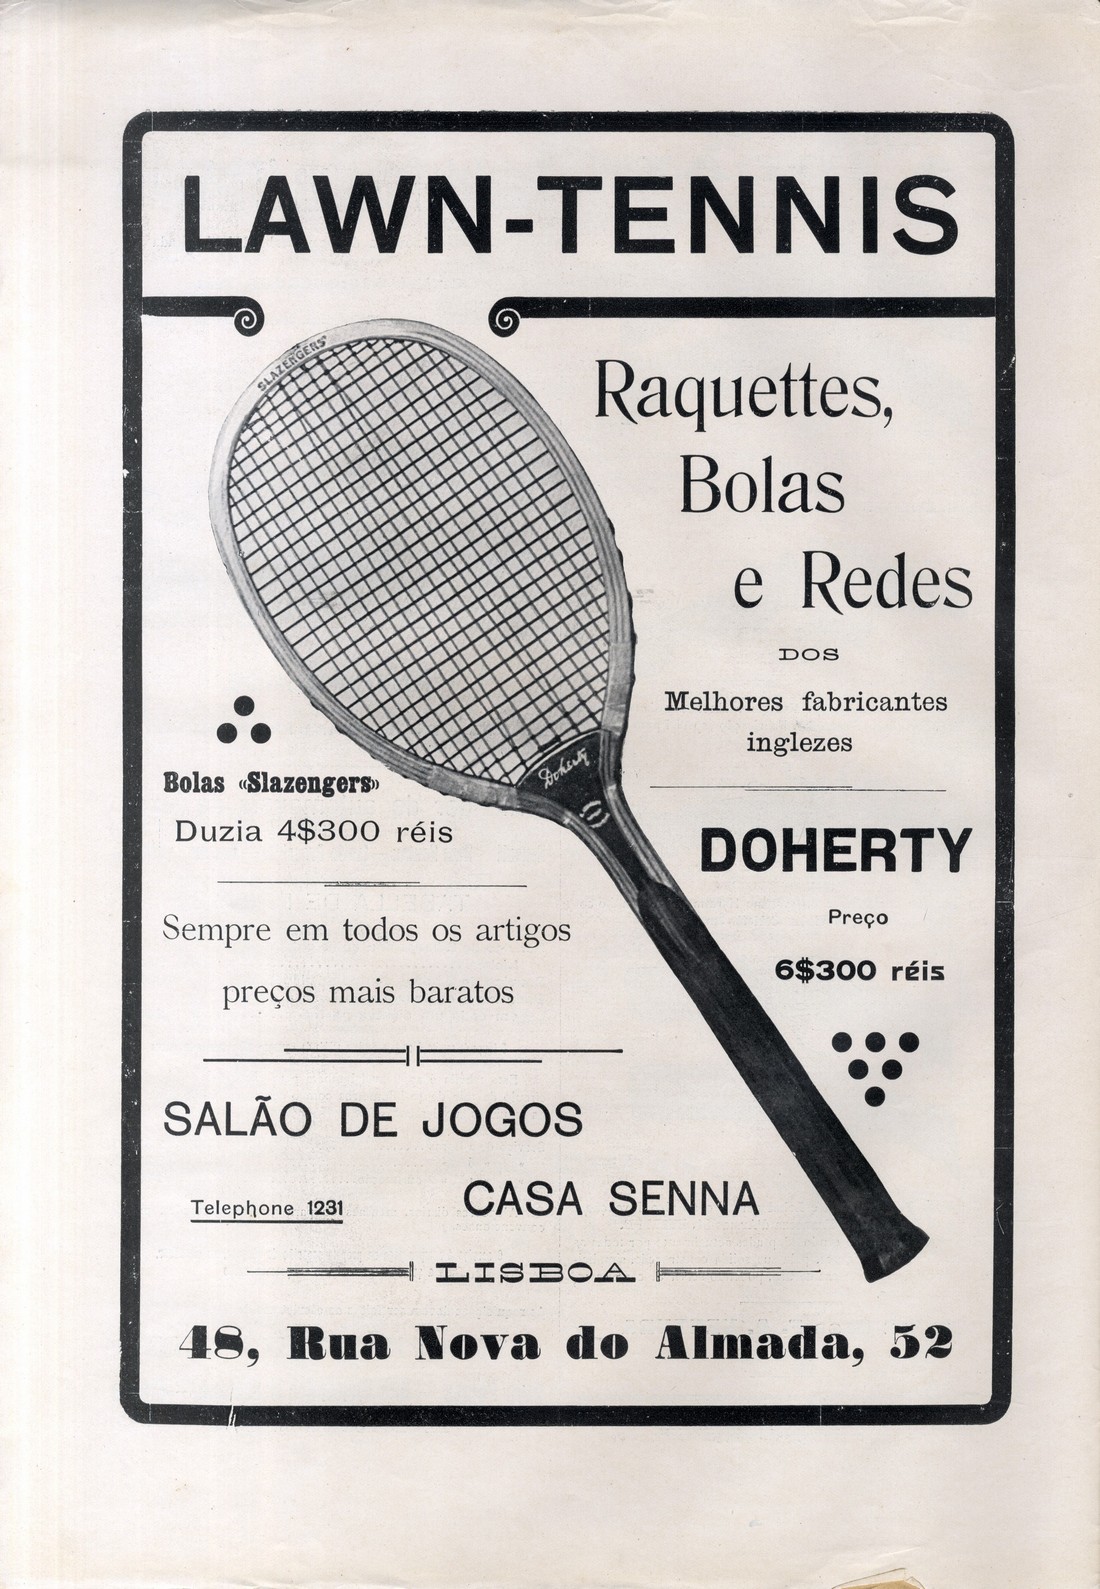 LAWN-TENNIS
SLAZENGERS'
Raquettes,
Bolas
e Redes
DOS
Melhores fabricantes
inglezes
Doherty
Bolas «Slazengers»
Duzia 4$300 réis
DOHERTY
Preço
6$300 réis
Sempre em todos os artigos
preços mais baratos
SALÃO DE JOGOS
CASA SENNA
Telephone 1231
LISBOA
48, Rua Nova do Almada, 52